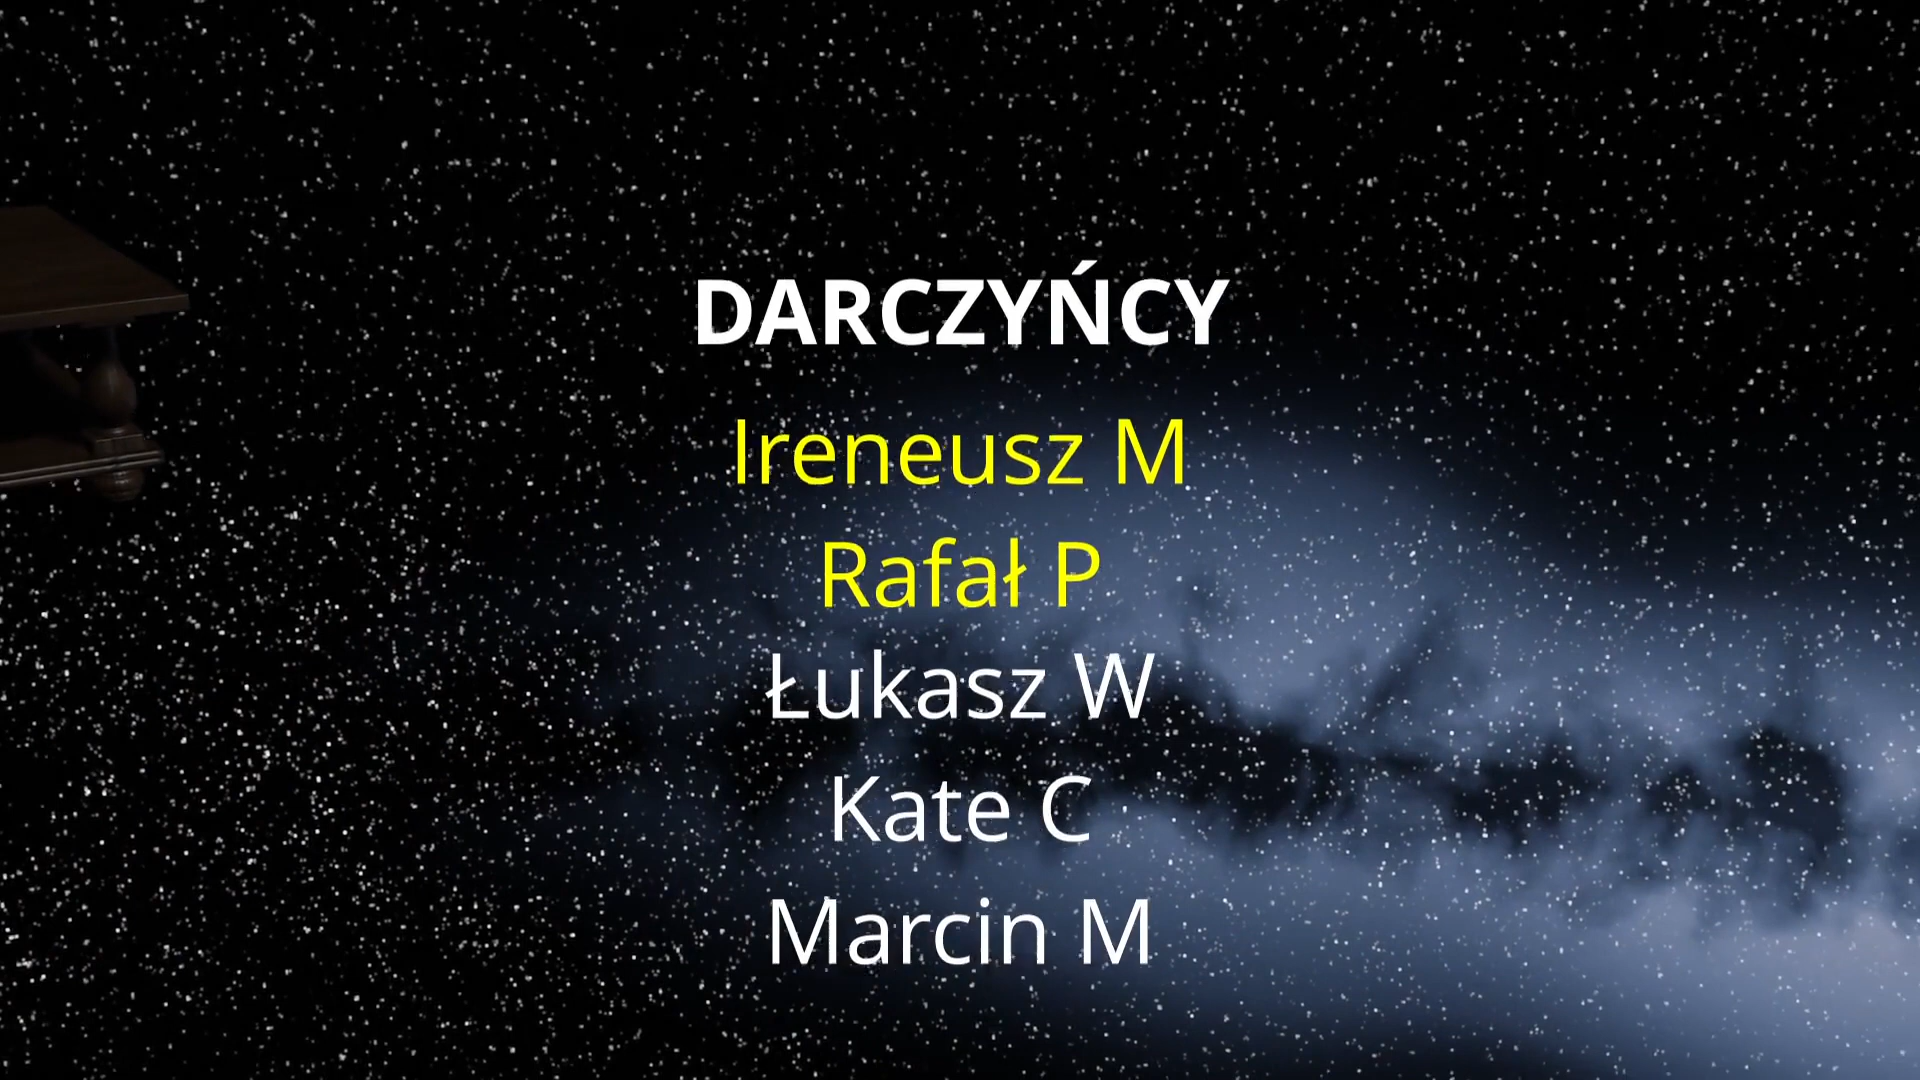 DARCZYŃCY
Ireneusz M
Rafał P
Łukasz W
Kate C
Marcin M